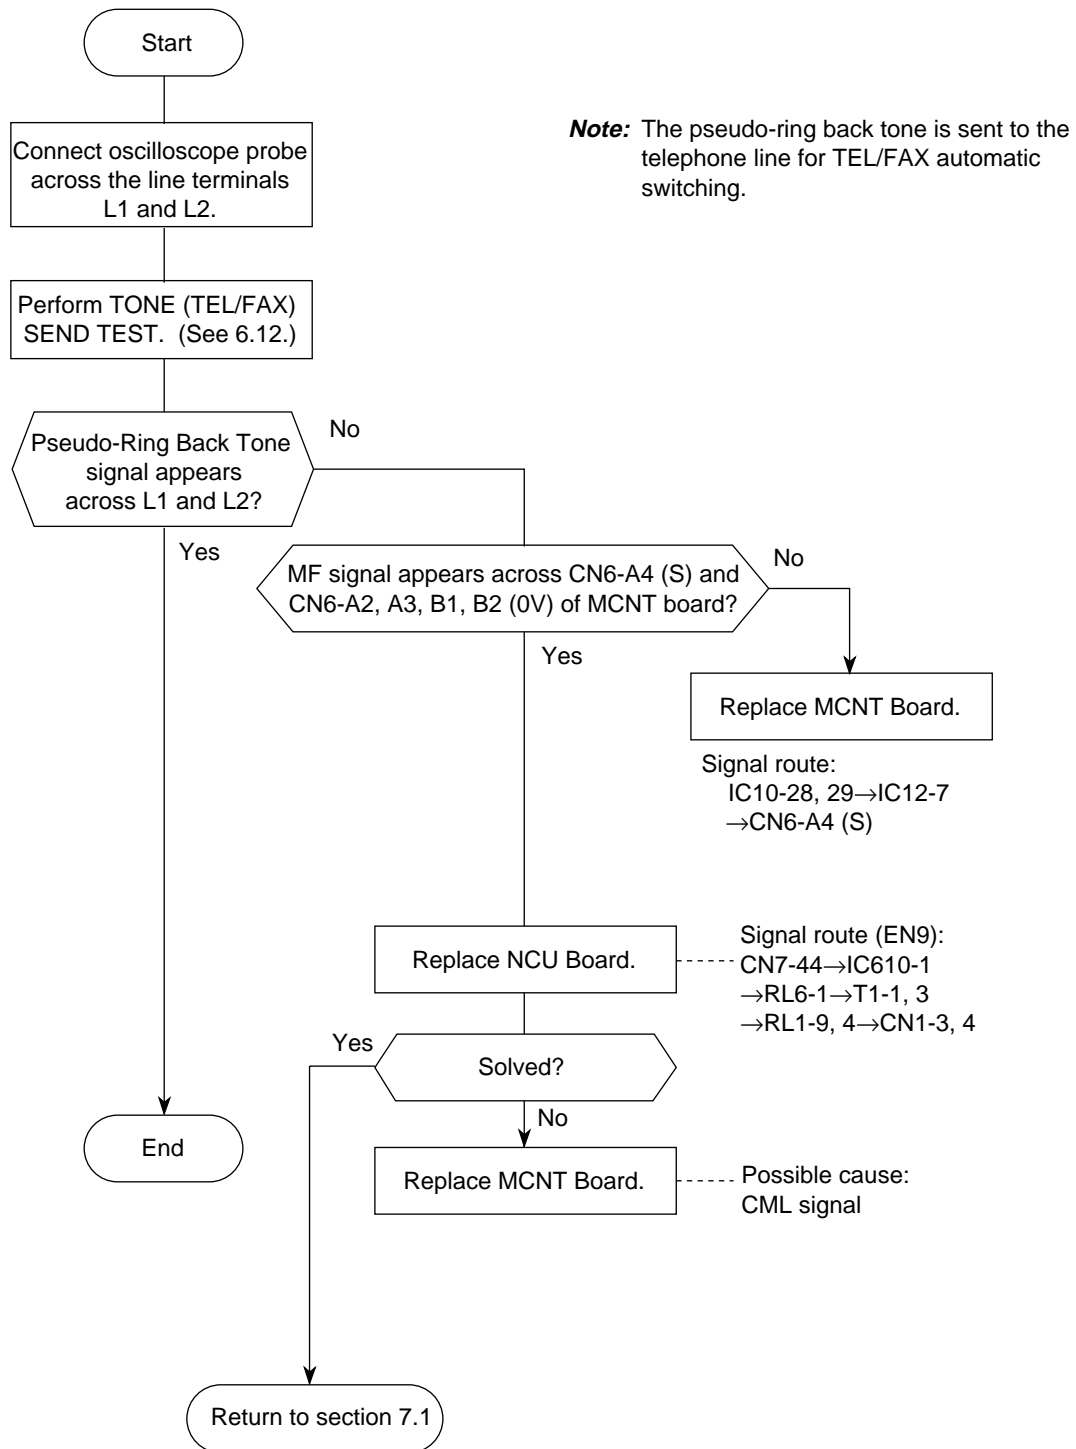 Start
Note: The pseudo-ring back tone is sent to the
telephone line for TEL/FAX automatic
switching.
Connect oscilloscope probe
across the line terminals
L1 and L2.
Perform TONE (TEL/FAX)
SEND TEST. (See 6.12.)
Pseudo-Ring Back Tone
signal appears
across L1 and L2?
No
Yes
MF signal appears across CN6-A4 (S) and
CN6-A2, A3, B1, B2 (0V) of MCNT board?
No
Yes
Replace MCNT Board.
Signal route:
IC10-28, 29→IC12-7
→CN6-A4 (S)
Replace NCU Board.
Signal route (EN9):
CN7-44→IC610-1
→RL6-1→T1-1, 3
→RL1-9, 4→CN1-3, 4
Yes
Solved?
No
End
Replace MCNT Board.
Possible cause:
CML signal
Return to section 7.1